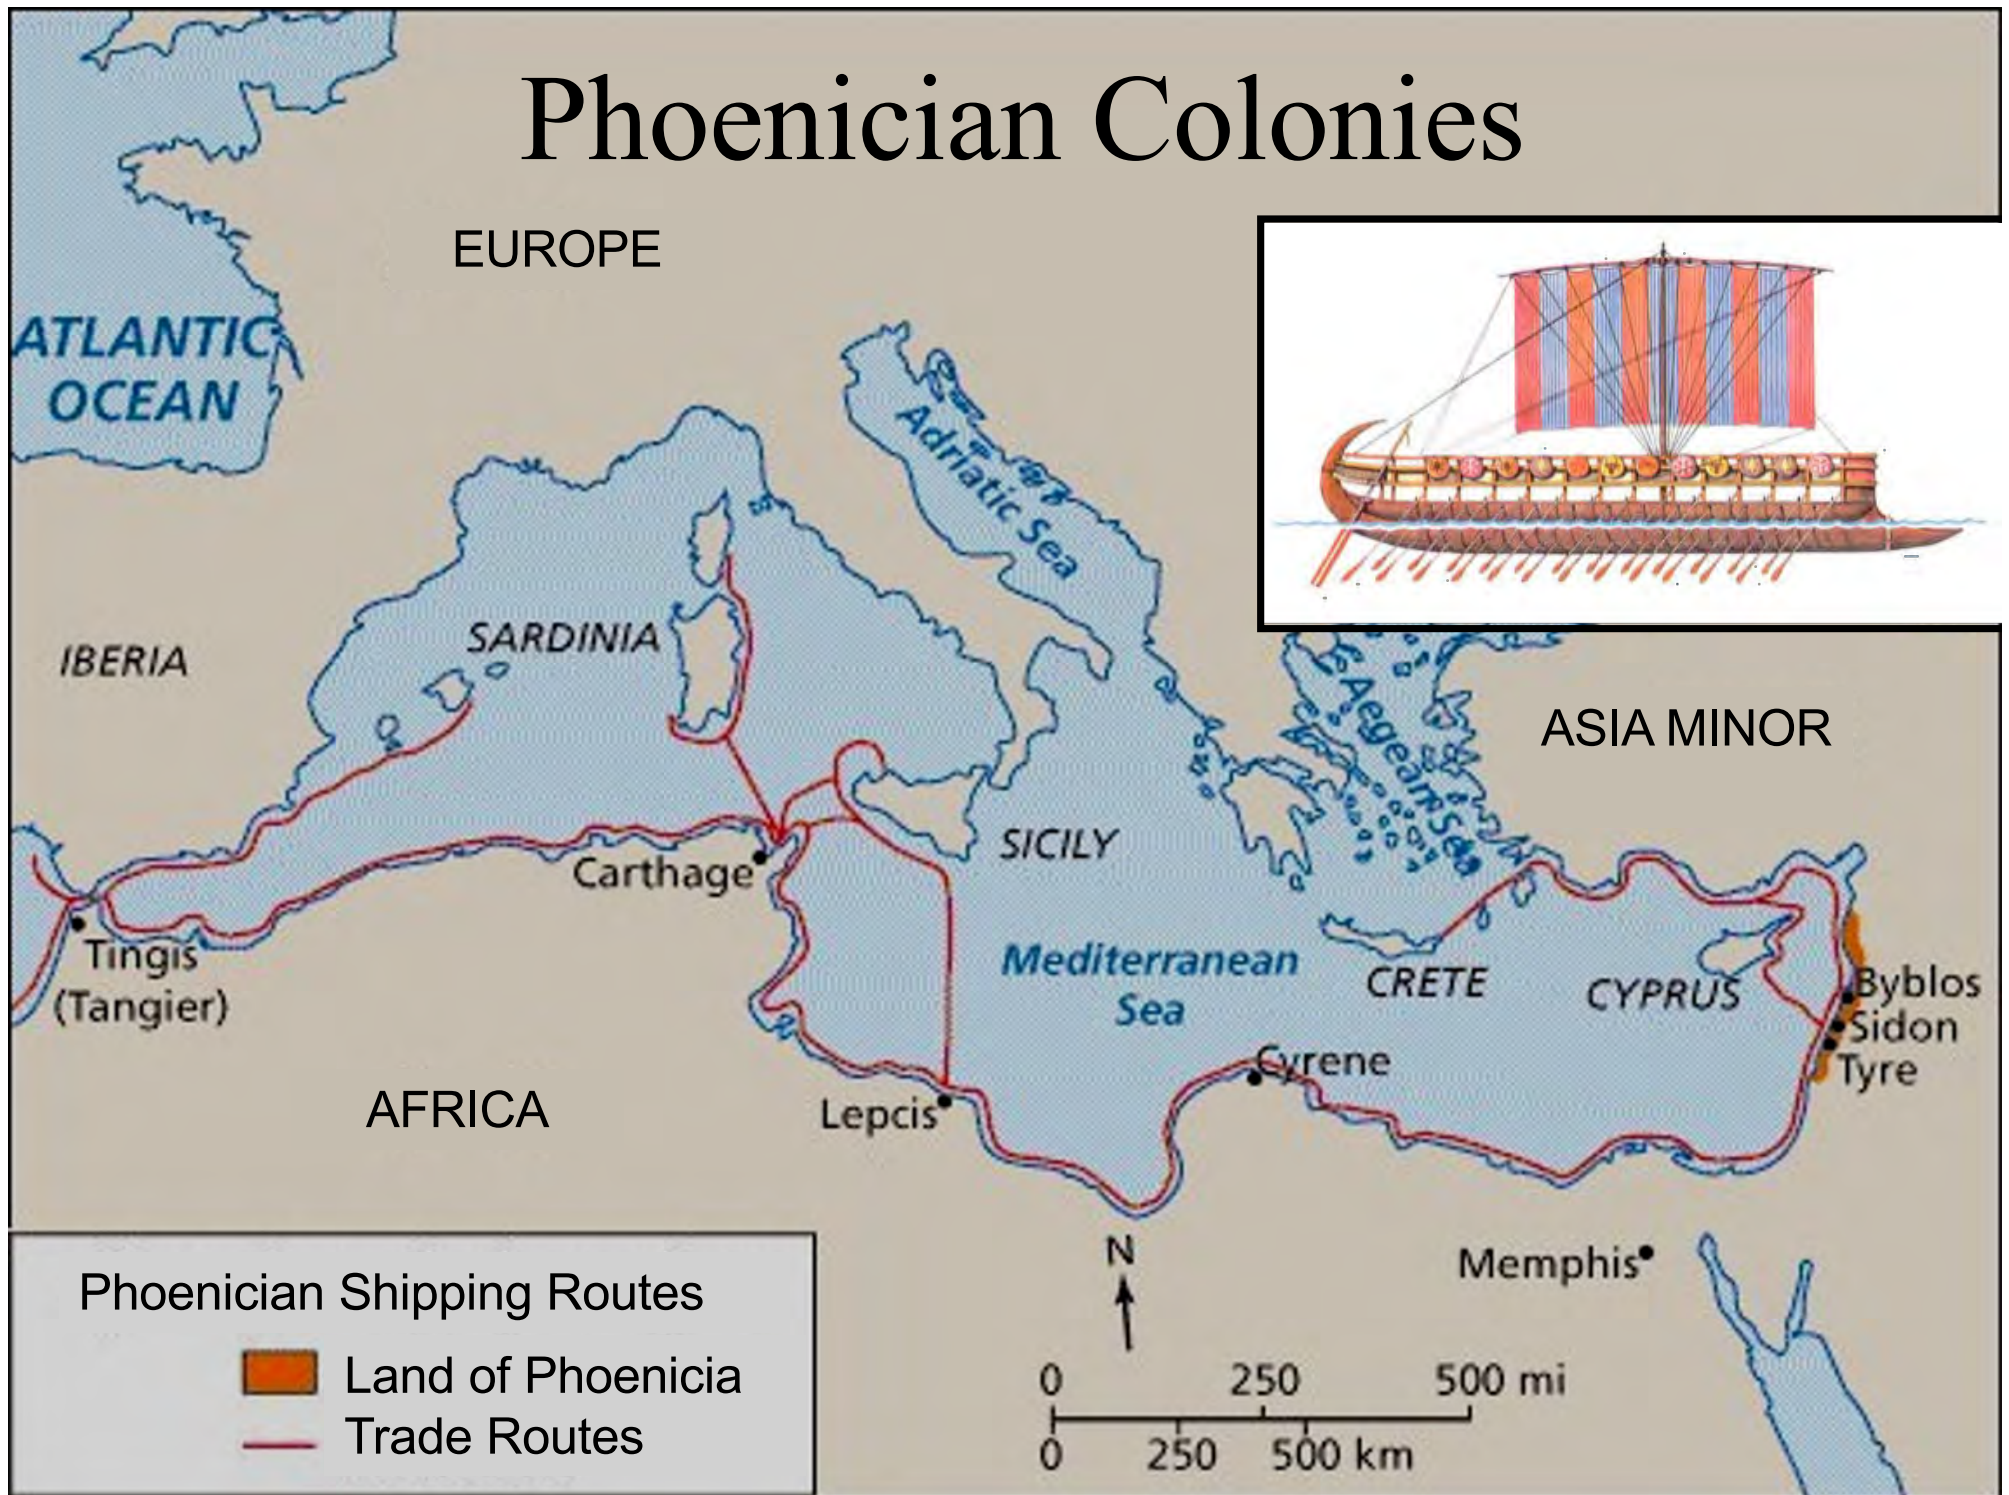 Phoenician Colonies
EUROPE
ATLANTIC
OCEAN
Adriatic Sea
IBERIA
SARDINIA
Aegean Sea
ASIA MINOR
SICILY
Carthage
Tingis
(Tangier)
Mediterranean
Sea
CRETE
CYPRUS
Byblos
Sidon
Tyre
Cyrene
AFRICA
Lepcis
N
Memphis
Phoenician Shipping Routes
Land of Phoenicia
Trade Routes
0 250 500 mi
0 250 500 km